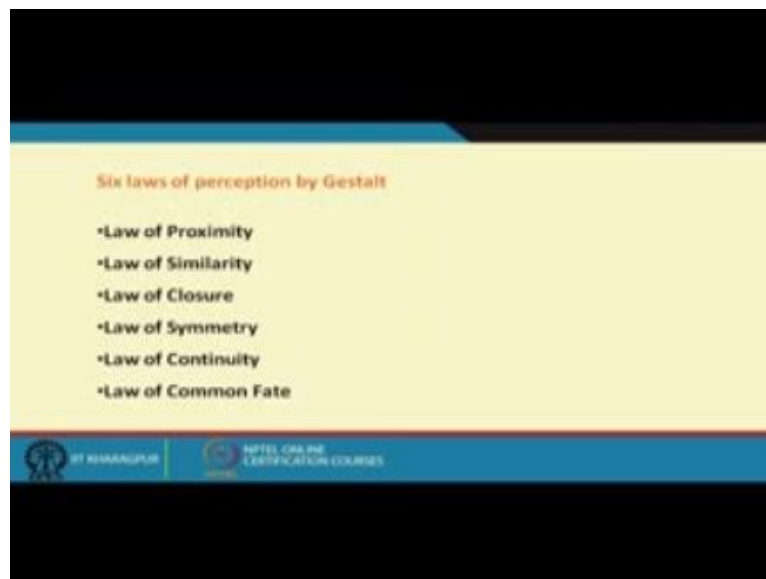 Six laws of perception by Gestalt
•Law of Proximity
•Law of Similarity
•Law of Closure
•Law of Symmetry
•Law of Continuity
•Law of Common Fate
IIT KHARAGPUR
NPTEL ONLINE
CERTIFICATION COURSES
NPTEL